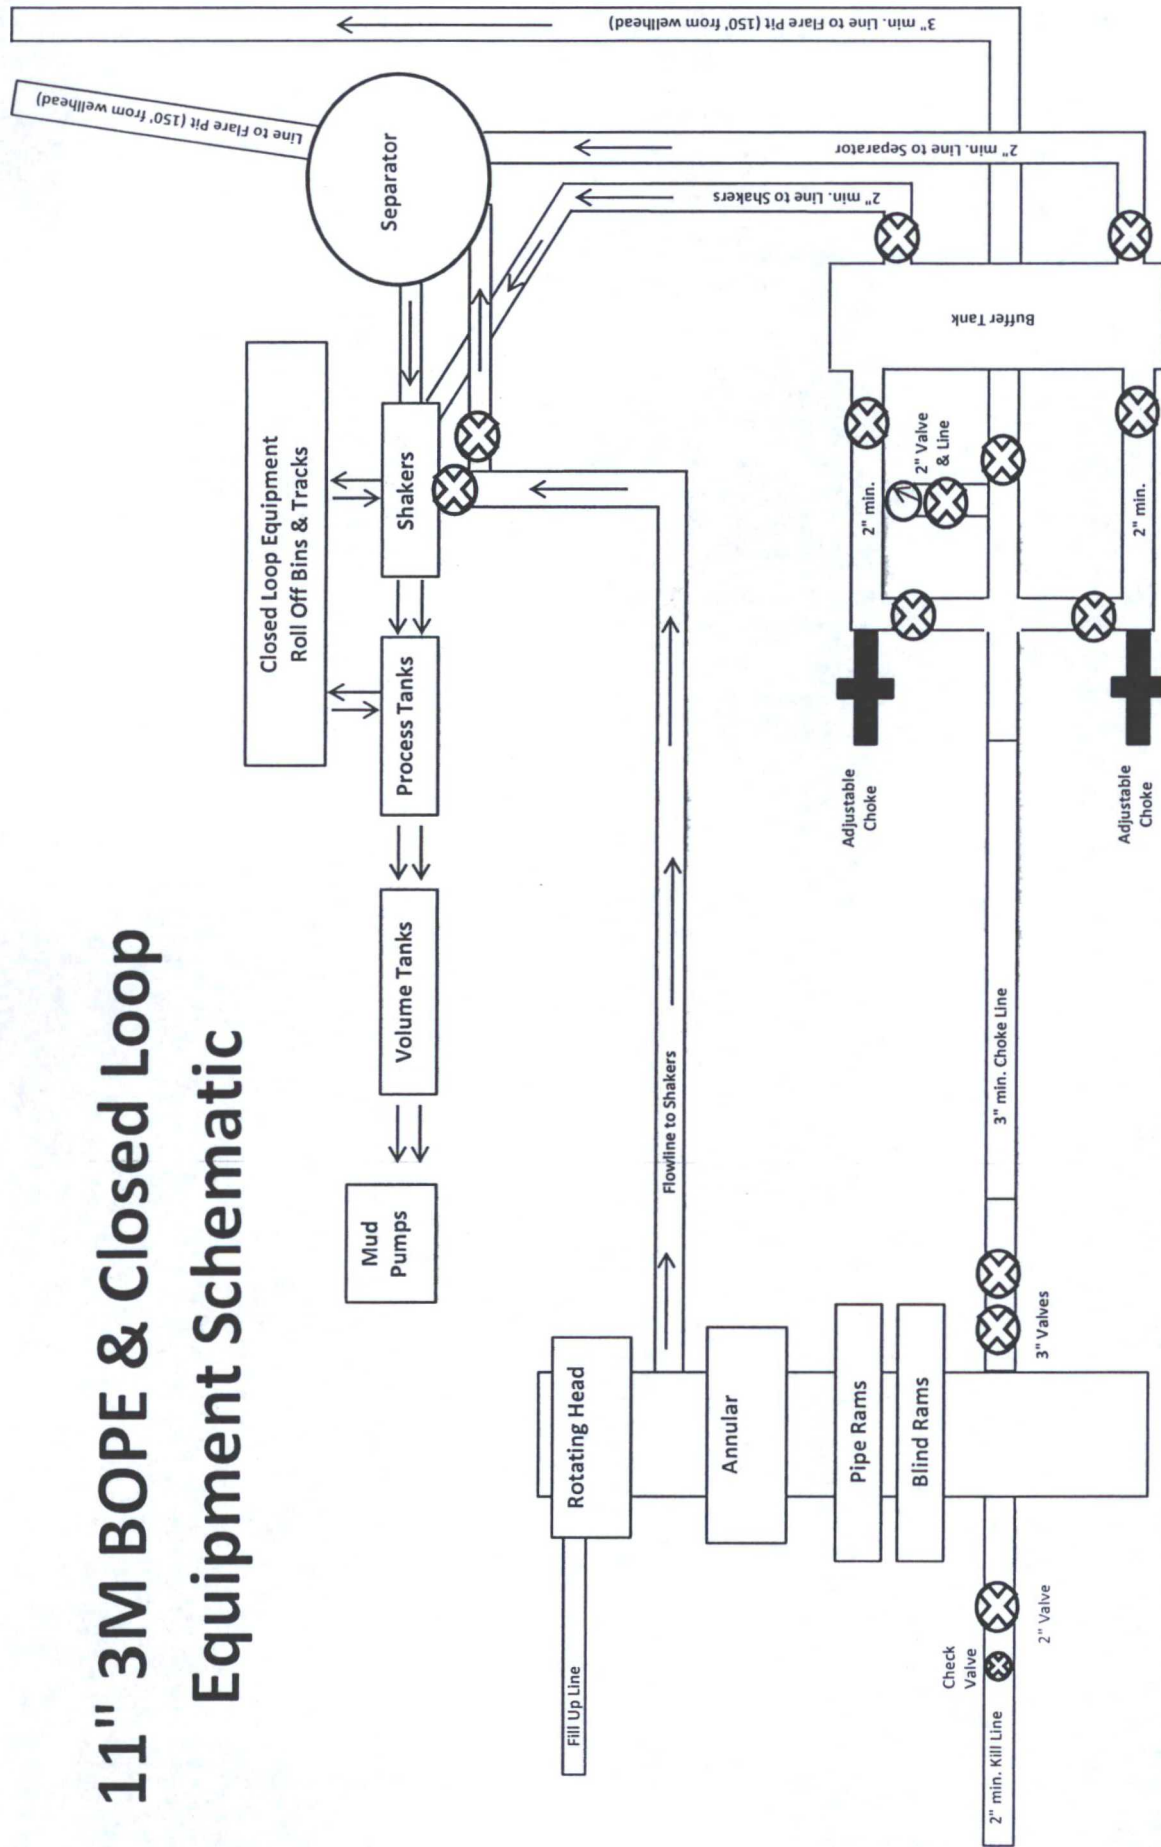 11" 3M BOPE & Closed Loop
Equipment Schematic
Closed Loop Equipment
Roll Off Bins & Tracks
Mud
Pumps
Volume Tanks
Process Tanks
Shakers
Separator
Line to Flare Pit (150' from wellhead)
3" min. Line to Flare Pit (150' from wellhead)
2" min. Line to Separator
2" min. Line to Shakers
Fill Up Line
Rotating Head
Flowline to Shakers
Annular
Pipe Rams
Blind Rams
Check
Valve
2" min. Kill Line
2" Valve
3" Valves
3" min. Choke Line
Adjustable
Choke
2" min.
2" Valve
& Line
Buffer Tank
Adjustable
Choke
2" min.